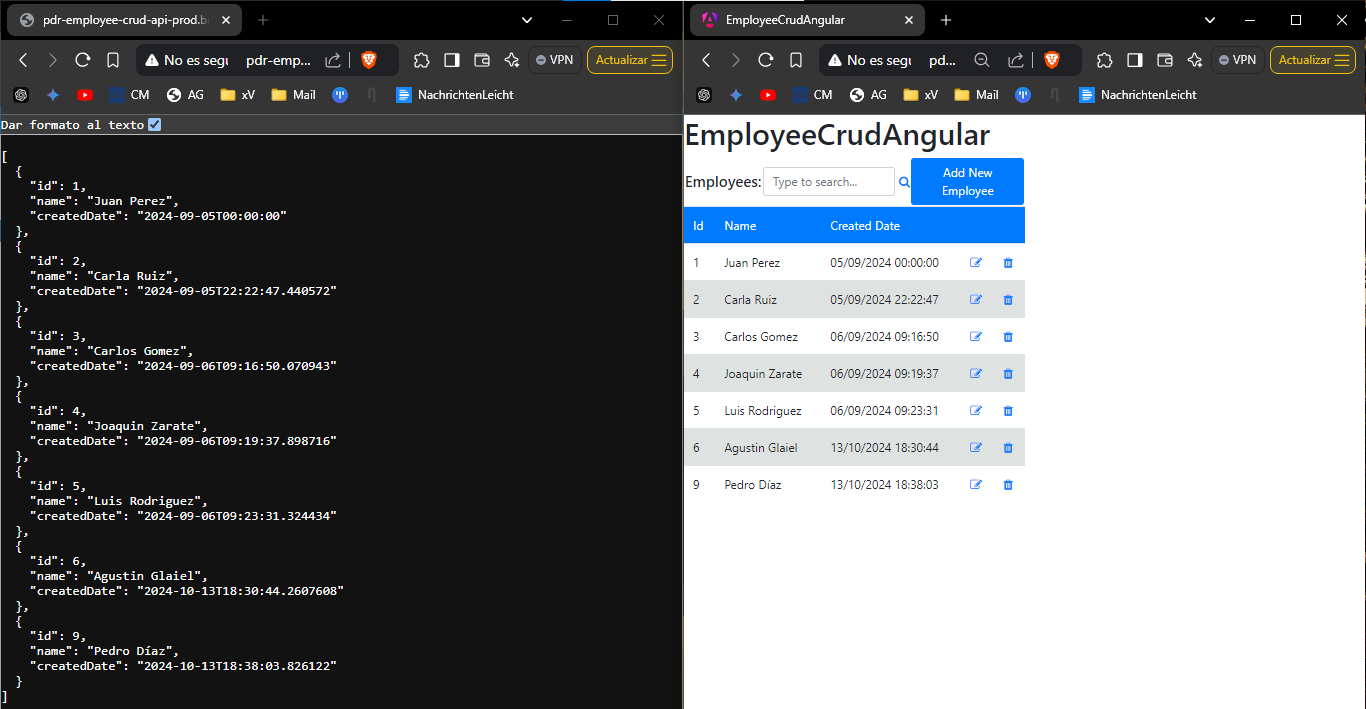 pdr-employee-crud-api-prod.b
No es segu pdr-emp... VPN Actualizar
CM AG xV Mail NachrichtenLeicht
Dar formato al texto
[
  {
    "id": 1,
    "name": "Juan Perez",
    "createdDate": "2024-09-05T00:00:00"
  },
  {
    "id": 2,
    "name": "Carla Ruiz",
    "createdDate": "2024-09-05T22:22:47.440572"
  },
  {
    "id": 3,
    "name": "Carlos Gomez",
    "createdDate": "2024-09-06T09:16:50.070943"
  },
  {
    "id": 4,
    "name": "Joaquin Zarate",
    "createdDate": "2024-09-06T09:19:37.898716"
  },
  {
    "id": 5,
    "name": "Luis Rodriguez",
    "createdDate": "2024-09-06T09:23:31.324434"
  },
  {
    "id": 6,
    "name": "Agustin Glaiel",
    "createdDate": "2024-10-13T18:30:44.2607608"
  },
  {
    "id": 9,
    "name": "Pedro Díaz",
    "createdDate": "2024-10-13T18:38:03.826122"
  }
]
EmployeeCrudAngular
No es segu pd... VPN Actualizar
CM AG xV Mail NachrichtenLeicht
EmployeeCrudAngular
Employees: Type to search... Add New
Employee
Id Name Created Date
1 Juan Perez 05/09/2024 00:00:00
2 Carla Ruiz 05/09/2024 22:22:47
3 Carlos Gomez 06/09/2024 09:16:50
4 Joaquin Zarate 06/09/2024 09:19:37
5 Luis Rodriguez 06/09/2024 09:23:31
6 Agustin Glaiel 13/10/2024 18:30:44
9 Pedro Díaz 13/10/2024 18:38:03